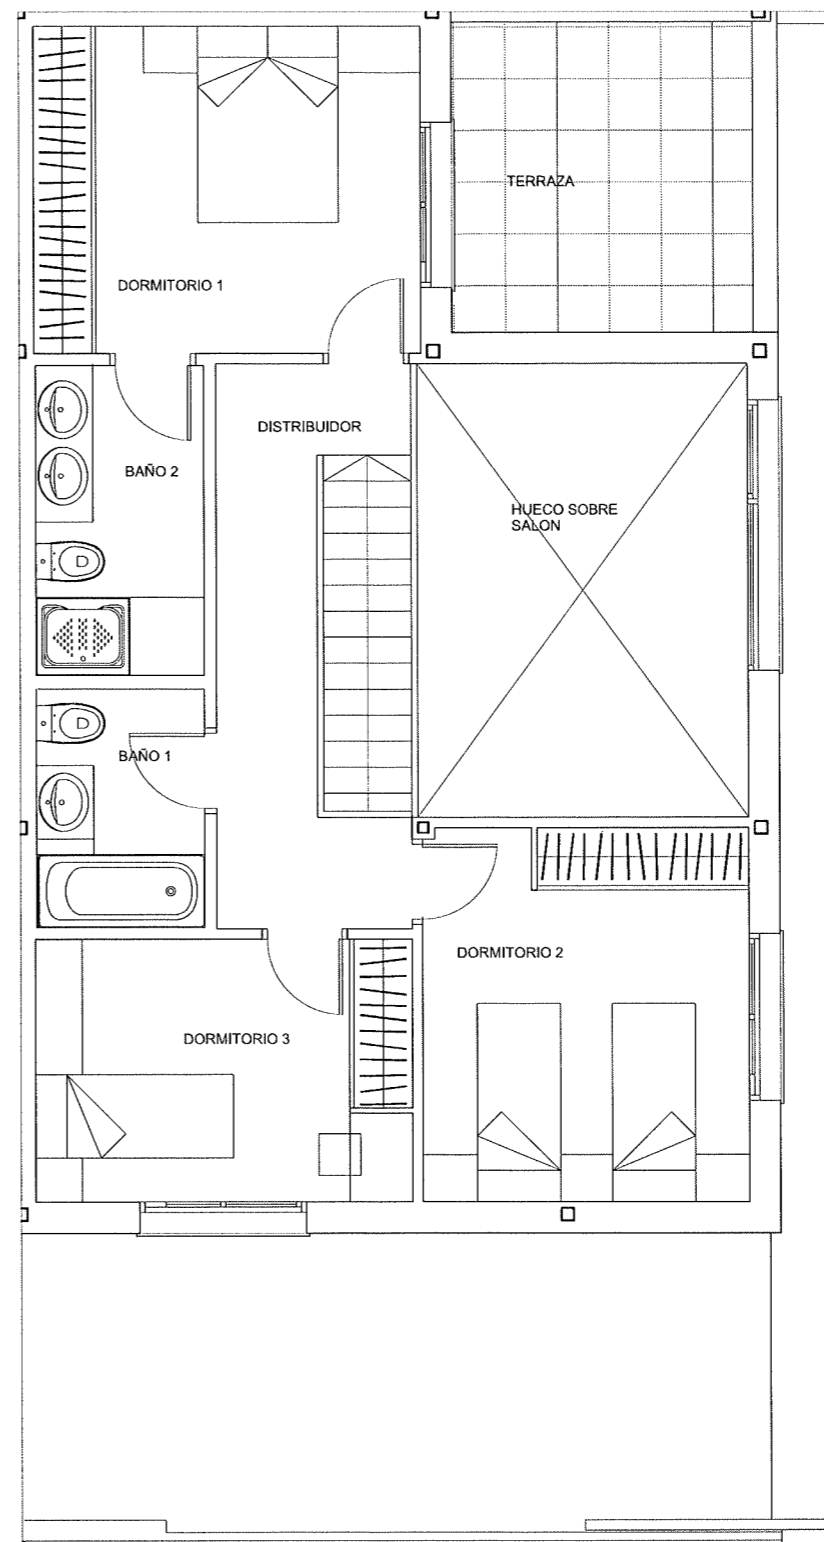 TERRAZA
DORMITORIO 1
DISTRIBUIDOR
BAÑO 2
HUECO SOBRE
SALON
D
D
BAÑO 1
DORMITORIO 2
DORMITORIO 3